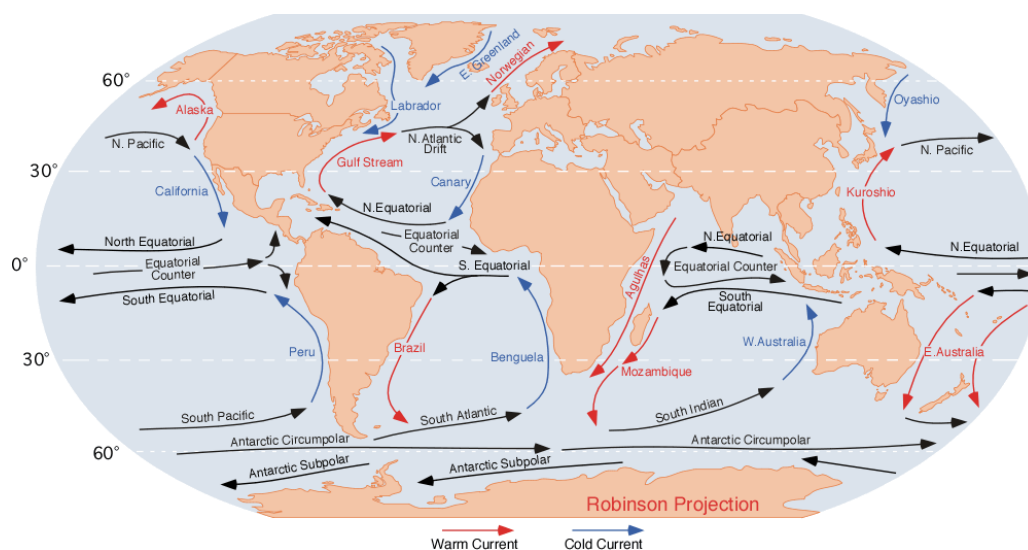 E. Greenland
Norwegian
60°
Alaska
Labrador
Oyashio
N. Pacific
N. Atlantic
Drift
N. Pacific
30°
Gulf Stream
California
Canary
Kuroshio
N.Equatorial
North Equatorial
Equatorial
Counter
N.Equatorial
N.Equatorial
0°
Equatorial
Counter
S. Equatorial
Equatorial Counter
Agulhas
South Equatorial
South
Equatorial
30°
Peru
Brazil
Benguela
Mozambique
W.Australia
E.Australia
South Pacific
South Atlantic
South Indian
60°
Antarctic Circumpolar
Antarctic Circumpolar
Antarctic Subpolar
Antarctic Subpolar
Robinson Projection
Warm Current
Cold Current